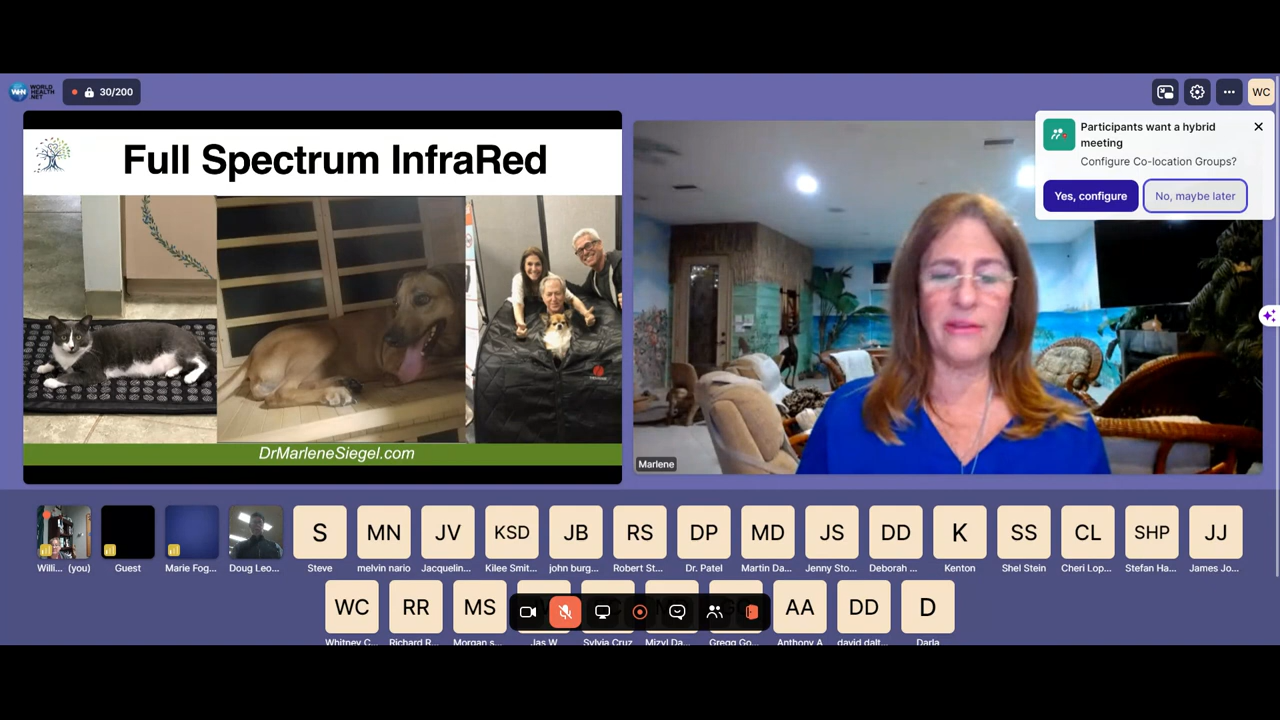 WORLD
HEALTH
.NET
30/200
WC
Full Spectrum InfraRed
DrMarleneSiegel.com
Participants want a hybrid
meeting
Configure Co-location Groups?
Yes, configure
No, maybe later
Marlene
S
MN
JV
KSD
JB
RS
DP
MD
JS
DD
K
SS
CL
SHP
JJ
Willi... (you)
Guest
Marie Fog...
Doug Leo...
Steve
melvin nario
Jacquelin...
Kilee Smit...
john burg...
Robert St...
Dr. Patel
Martin Da...
Jenny Sto...
Deborah ...
Kenton
Shel Stein
Cheri Lop...
Stefan Ha...
James Jo...
WC
RR
MS
AA
DD
D
Whitney C...
Richard R...
Morgan s...
Jas W
Sylvia Cruz
Mizyl Da...
Gregg Go...
Anthony A
david dalt...
Darla